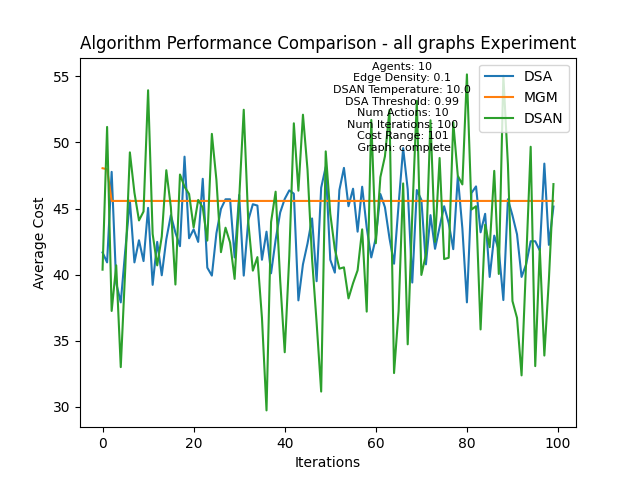 Algorithm Performance Comparison - all graphs Experiment
Agents: 10
Edge Density: 0.1
DSAN Temperature: 10.0
DSA Threshold: 0.99
Num Actions: 10
Num Iterations: 100
Cost Range: 101
Graph: complete
DSA
MGM
DSAN
Average Cost
55
50
45
40
35
30
0 20 40 60 80 100
Iterations